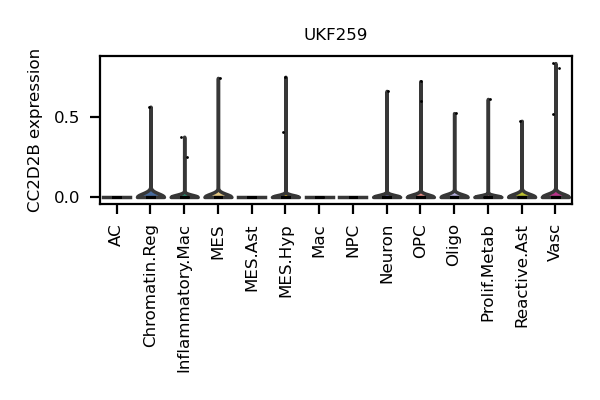 UKF259
CC2D2B expression
0.5
0.0
AC
Chromatin.Reg
Inflammatory.Mac
MES
MES.Ast
MES.Hyp
Mac
NPC
Neuron
OPC
Oligo
Prolif.Metab
Reactive.Ast
Vasc